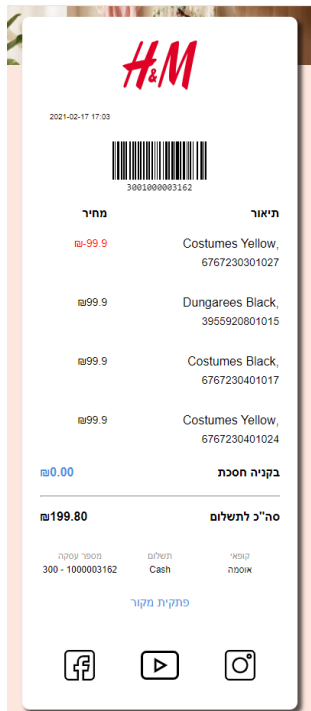 H&M
2021-02-17 17:03
3001000003162
תיאור מחיר
Costumes Yellow, ₪-99.9
6767230301027
Dungarees Black, ₪99.9
3955920801015
Costumes Black, ₪99.9
6767230401017
Costumes Yellow, ₪99.9
6767230401024
בקניה חסכת ₪0.00
סה"כ לתשלום ₪199.80
קופאי תשלום מספר עסקה
אוסמה Cash 300 - 1000003162
פתקית מקור